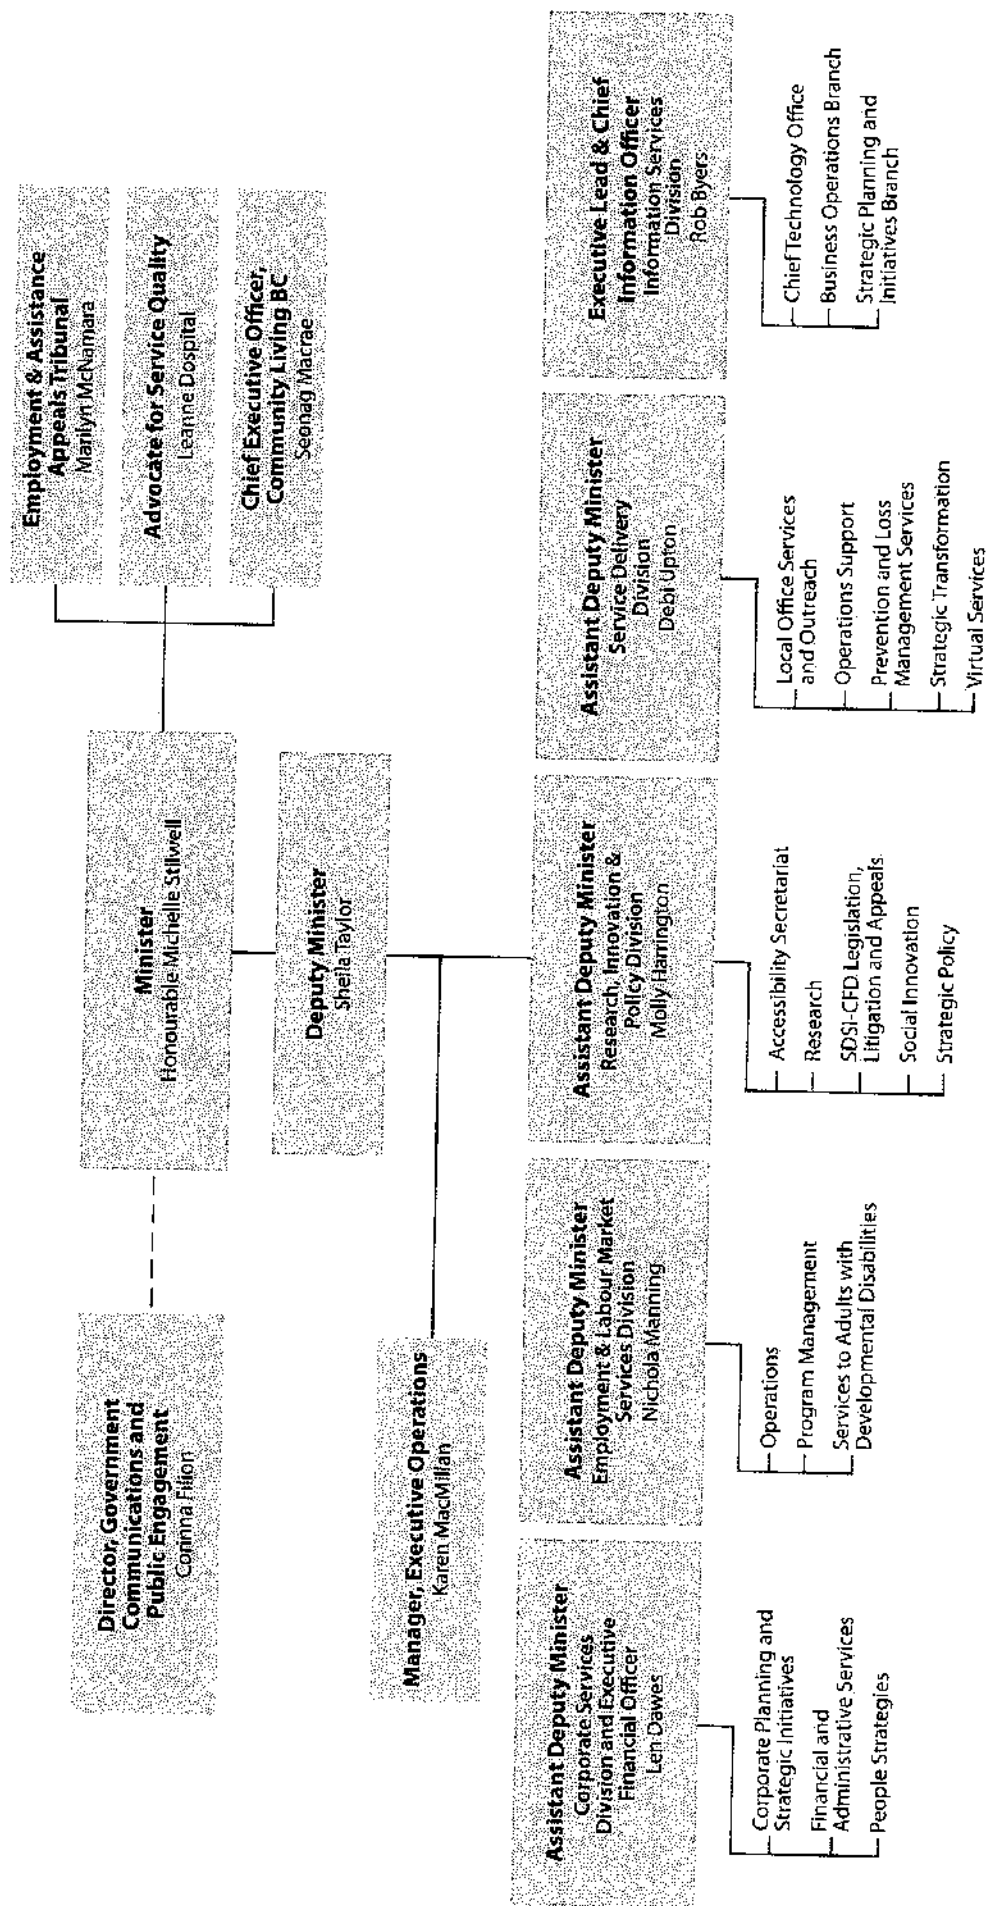 Director, Government
Communications and
Public Engagement
Corinna Filion
Minister
Honourable Michelle Stilwell
Employment & Assistance
Appeals Tribunal
Marilyn McNamara
Advocate for Service Quality
Leanne Dospital
Chief Executive Officer,
Community Living BC
Seonag Macrae
Deputy Minister
Sheila Taylor
Manager, Executive Operations
Karen MacMillan
Assistant Deputy Minister
Corporate Services
Division and Executive
Financial Officer
Len Dawes
Corporate Planning and
Strategic Initiatives
Financial and
Administrative Services
People Strategies
Assistant Deputy Minister
Employment & Labour Market
Services Division
Nichola Manning
Operations
Program Management
Services to Adults with
Developmental Disabilities
Assistant Deputy Minister
Research, Innovation &
Policy Division
Molly Harrington
Accessibility Secretariat
Research
SDSI-CFD Legislation,
Litigation and Appeals
Social Innovation
Strategic Policy
Assistant Deputy Minister
Service Delivery
Division
Debi Upton
Local Office Services
and Outreach
Operations Support
Prevention and Loss
Management Services
Strategic Transformation
Virtual Services
Executive Lead & Chief
Information Officer
Information Services
Division
Rob Byers
Chief Technology Office
Business Operations Branch
Strategic Planning and
Initiatives Branch